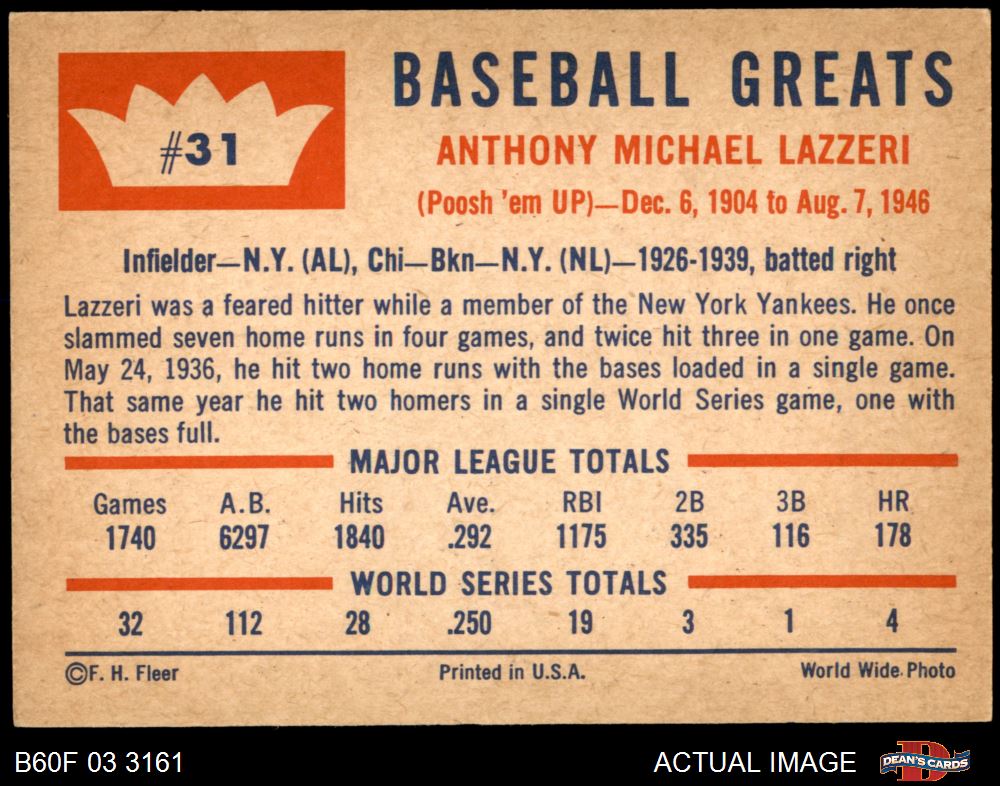 #31
BASEBALL GREATS
ANTHONY MICHAEL LAZZERI
(Poosh 'em UP)—Dec. 6, 1904 to Aug. 7, 1946
Infielder—N.Y. (AL), Chi—Bkn—N.Y. (NL)—1926-1939, batted right
Lazzeri was a feared hitter while a member of the New York Yankees. He once
slammed seven home runs in four games, and twice hit three in one game. On
May 24, 1936, he hit two home runs with the bases loaded in a single game.
That same year he hit two homers in a single World Series game, one with
the bases full.
MAJOR LEAGUE TOTALS
Games A.B. Hits Ave. RBI 2B 3B HR
1740 6297 1840 .292 1175 335 116 178
WORLD SERIES TOTALS
32 112 28 .250 19 3 1 4
©F. H. Fleer Printed in U.S.A. World Wide Photo
B60F 03 3161 ACTUAL IMAGE DEAN'S CARDS